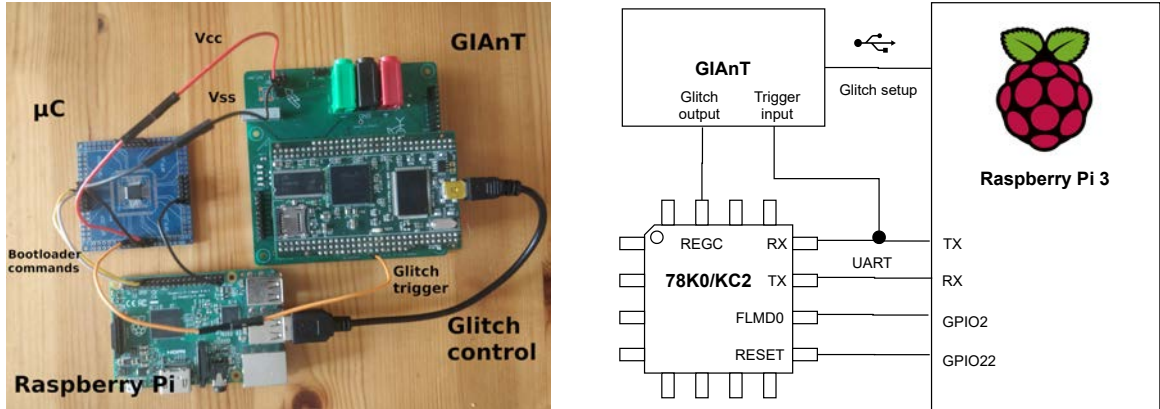 Vcc
GIAnT
Vss
µC
Bootloader
commands
Glitch
trigger
Glitch
control
Raspberry Pi
GIAnT
Glitch
output
Trigger
input
Glitch setup
Raspberry Pi 3
REGC
RX
TX
UART
78K0/KC2
TX
RX
FLMD0
GPIO2
RESET
GPIO22